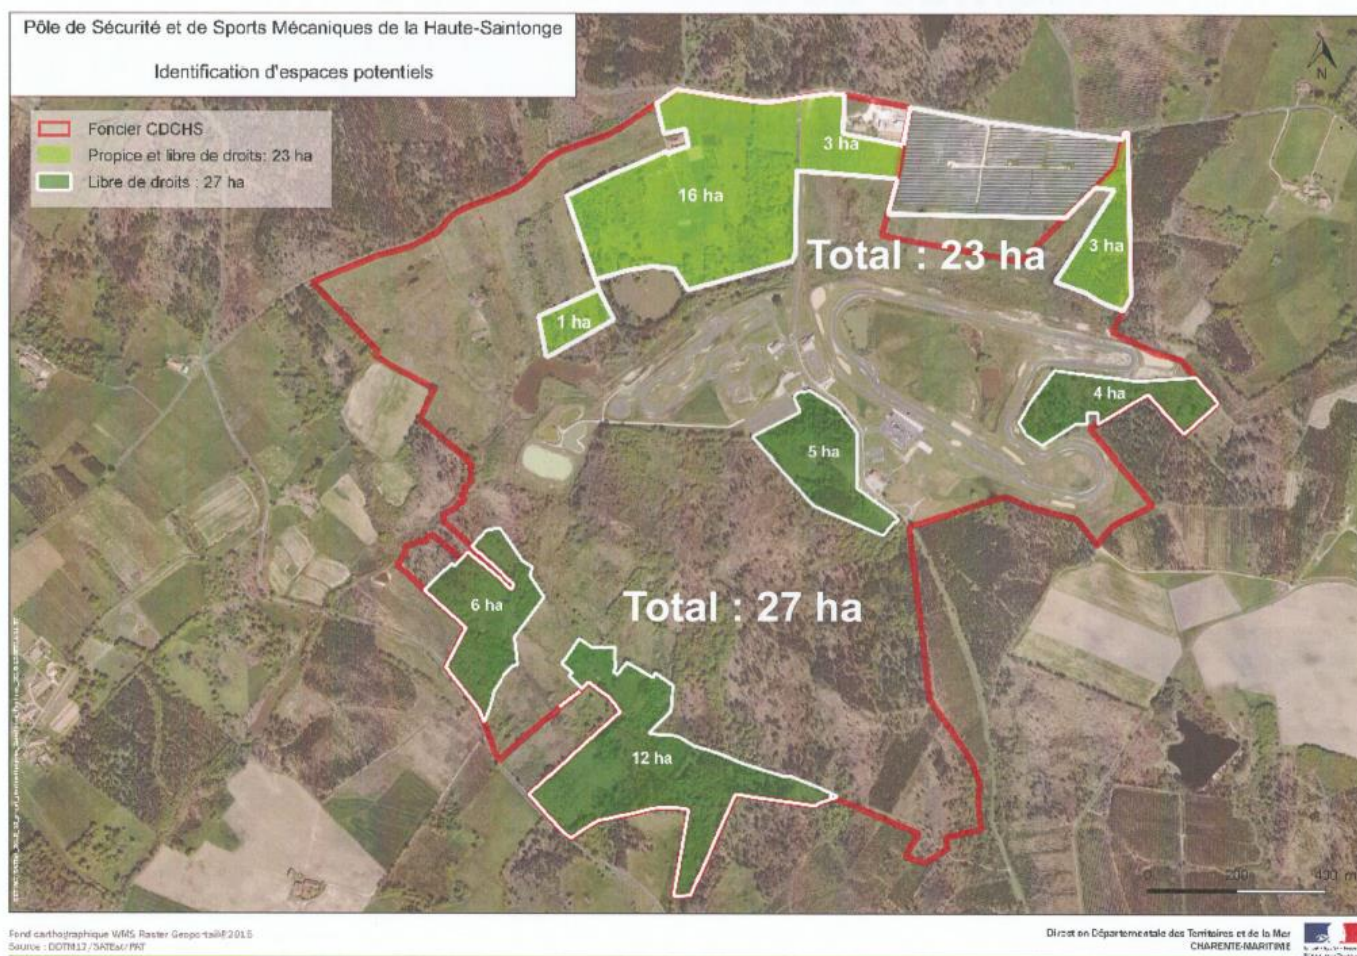 Pôle de Sécurité et de Sports Mécaniques de la Haute-Saintonge
Identification d'espaces potentiels
N
Foncier CDCHS
Propice et libre de droits: 23 ha
Libre de droits : 27 ha
3 ha
16 ha
3 ha
Total : 23 ha
1 ha
4 ha
5 ha
6 ha
Total : 27 ha
12 ha
0 200 400 m
Fond carthographique WMS Raster Geoportail©2015
Source : DDTM17/SATEst/PAT
Direction Départementale des Territoires et de la Mer
CHARENTE-MARITIME